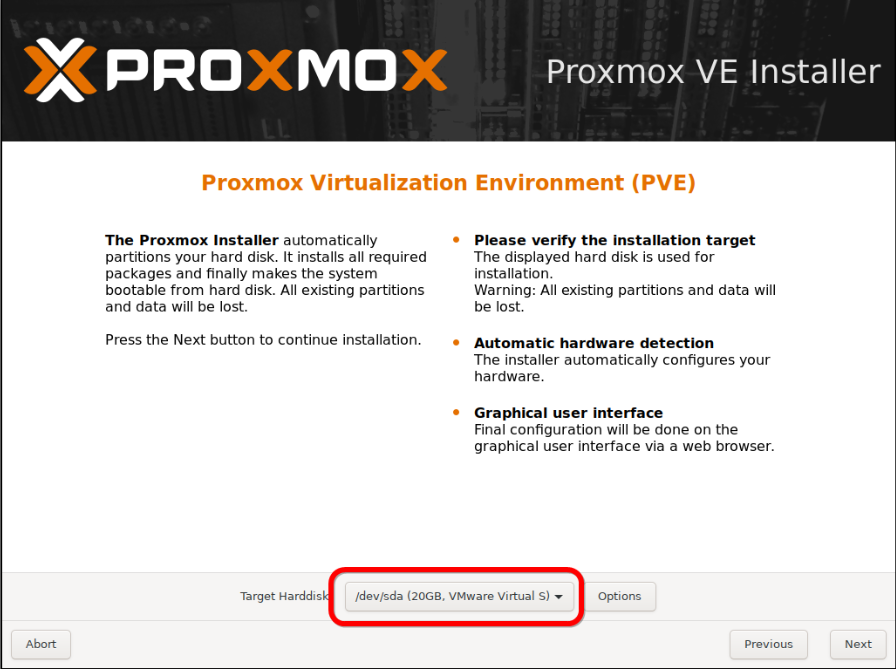 PROXMOX
Proxmox VE Installer
Proxmox Virtualization Environment (PVE)
The Proxmox Installer automatically
partitions your hard disk. It installs all required
packages and finally makes the system
bootable from hard disk. All existing partitions
and data will be lost.
Press the Next button to continue installation.
Please verify the installation target
The displayed hard disk is used for
installation.
Warning: All existing partitions and data will
be lost.
Automatic hardware detection
The installer automatically configures your
hardware.
Graphical user interface
Final configuration will be done on the
graphical user interface via a web browser.
Target Harddisk /dev/sda (20GB, VMware Virtual S) Options
Abort Previous Next